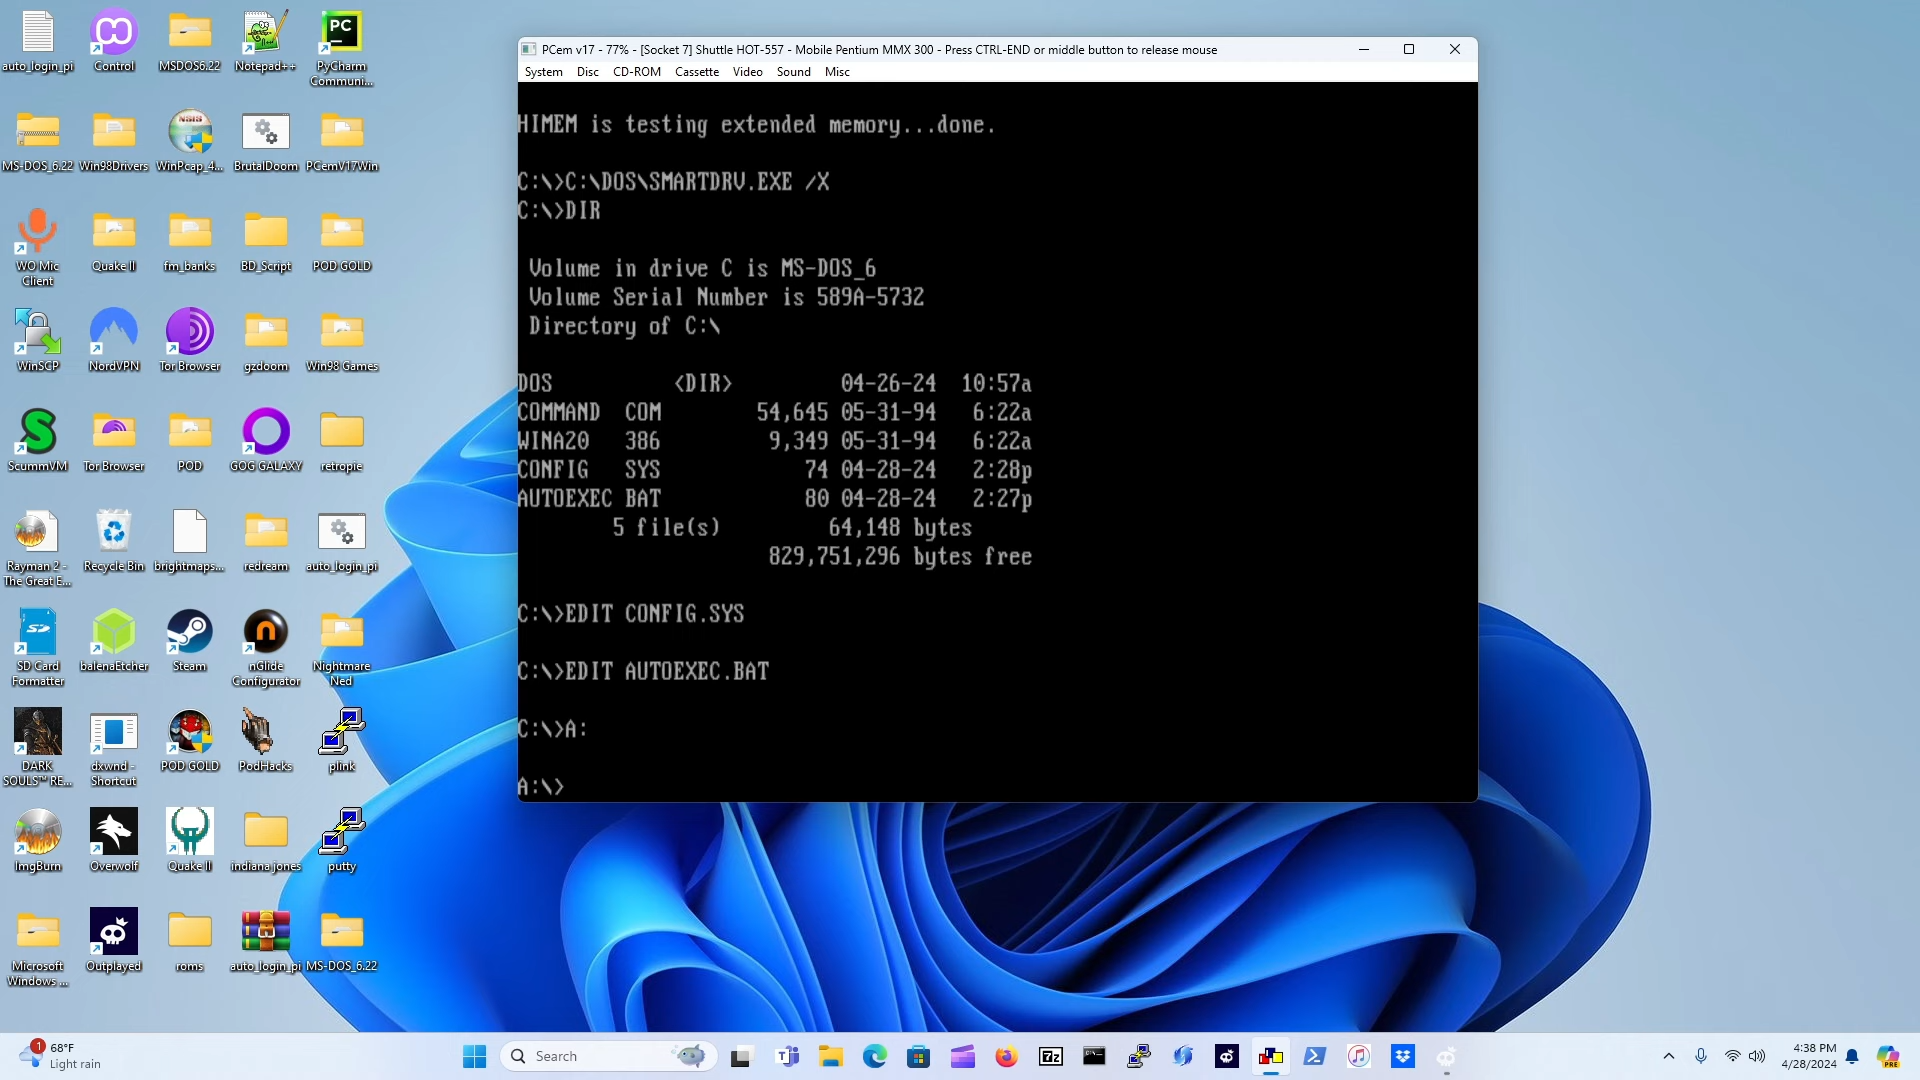 auto_login_pi
Control
MSDOS6.22
Notepad++
PyCharm
Communi...
MS-DOS_6.22
Win98Drivers
WinPcap_4...
BrutalDoom
PCemV17Win
WO Mic
Client
Quake II
fm_banks
BD_Script
POD GOLD
WinSCP
NordVPN
Tor Browser
gzdoom
Win98 Games
ScummVM
Tor Browser
POD
GOG GALAXY
retropie
Rayman 2 -
The Great E...
Recycle Bin
brightmaps...
redream
auto_login_pi
SD Card
Formatter
balenaEtcher
Steam
nGlide
Configurator
Nightmare
Ned
DARK
SOULS™ RE...
dxwnd -
Shortcut
POD GOLD
PodHacks
plink
ImgBurn
Overwolf
Quake II
indiana jones
putty
Microsoft
Windows ...
Outplayed
roms
auto_login_pi
MS-DOS_6.22
PCem v17 - 77% - [Socket 7] Shuttle HOT-557 - Mobile Pentium MMX 300 - Press CTRL-END or middle button to release mouse
System Disc CD-ROM Cassette Video Sound Misc
HIMEM is testing extended memory...done.
C:\>C:\DOS\SMARTDRV.EXE /X
C:\>DIR
Volume in drive C is MS-DOS_6
Volume Serial Number is 589A-5732
Directory of C:\
DOS <DIR> 04-26-24 10:57a
COMMAND COM 54,645 05-31-94 6:22a
WINA20 386 9,349 05-31-94 6:22a
CONFIG SYS 74 04-28-24 2:28p
AUTOEXEC BAT 80 04-28-24 2:27p
5 file(s) 64,148 bytes
829,751,296 bytes free
C:\>EDIT CONFIG.SYS
C:\>EDIT AUTOEXEC.BAT
C:\>A:
A:\>
1
68°F
Light rain
Search
4:38 PM
4/28/2024